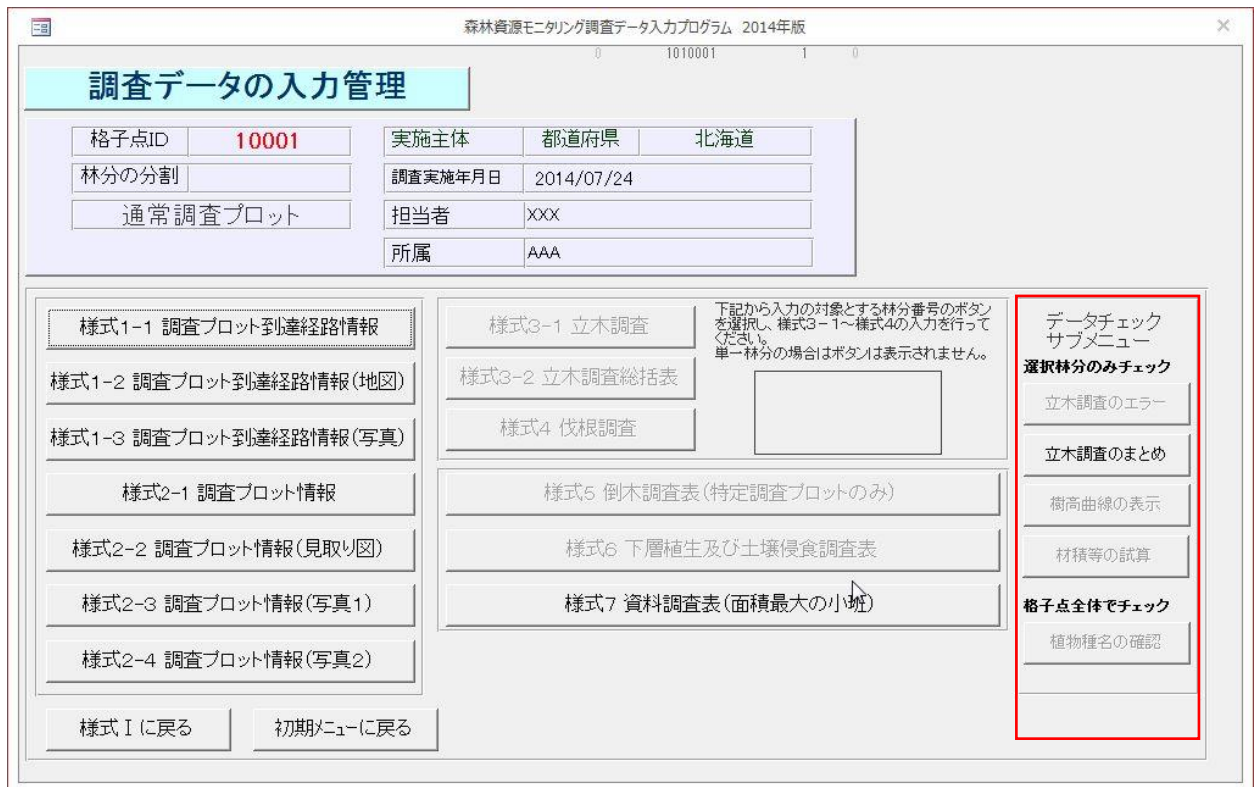 森林資源モニタリング調査データ入力プログラム 2014年版
0 1010001 1 0
調査データの入力管理
格子点ID 10001 実施主体 都道府県 北海道
林分の分割 調査実施年月日 2014/07/24
通常調査プロット 担当者 XXX
所属 AAA
様式1-1 調査プロット到達経路情報
様式1-2 調査プロット到達経路情報(地図)
様式1-3 調査プロット到達経路情報(写真)
様式2-1 調査プロット情報
様式2-2 調査プロット情報(見取り図)
様式2-3 調査プロット情報(写真1)
様式2-4 調査プロット情報(写真2)
様式3-1 立木調査
様式3-2 立木調査総括表
様式4 伐根調査
下記から入力の対象とする林分番号のボタン
を選択し、様式3-1~様式4の入力を行って
ください。
単一林分の場合はボタンは表示されません。
様式5 倒木調査表(特定調査プロットのみ)
様式6 下層植生及び土壌侵食調査表
様式7 資料調査表(面積最大の小班)
データチェック
サブメニュー
選択林分のみチェック
立木調査のエラー
立木調査のまとめ
樹高曲線の表示
材積等の試算
格子点全体でチェック
植物種名の確認
様式Ⅰに戻る
初期メニューに戻る